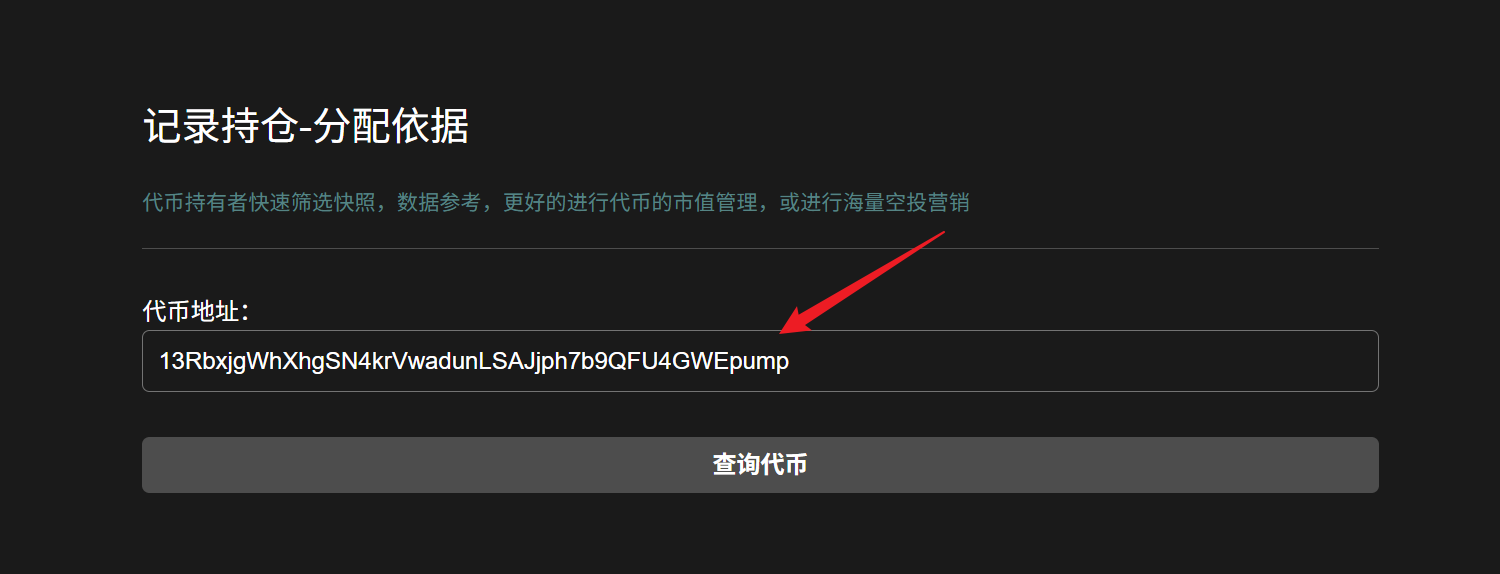 记录持仓-分配依据
代币持有者快速筛选快照，数据参考，更好的进行代币的市值管理，或进行海量空投营销
代币地址：
13RbxjgWhXhgSN4krVwadunLSAJjph7b9QFU4GWEpump
查询代币